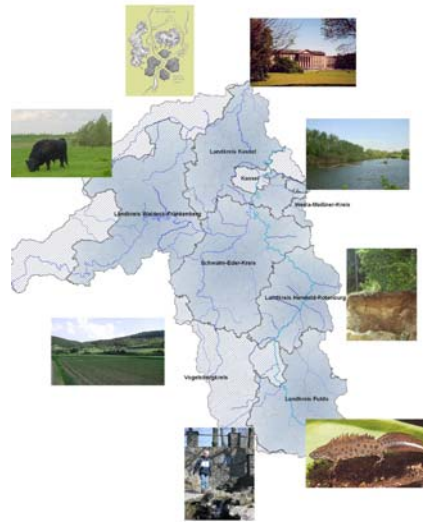 Landkreis Kassel
Kassel
Werra-Meißner-Kreis
Landkreis Waldeck-Frankenberg
Schwalm-Eder-Kreis
Landkreis Hersfeld-Rotenburg
Vogelsbergkreis
Landkreis Fulda